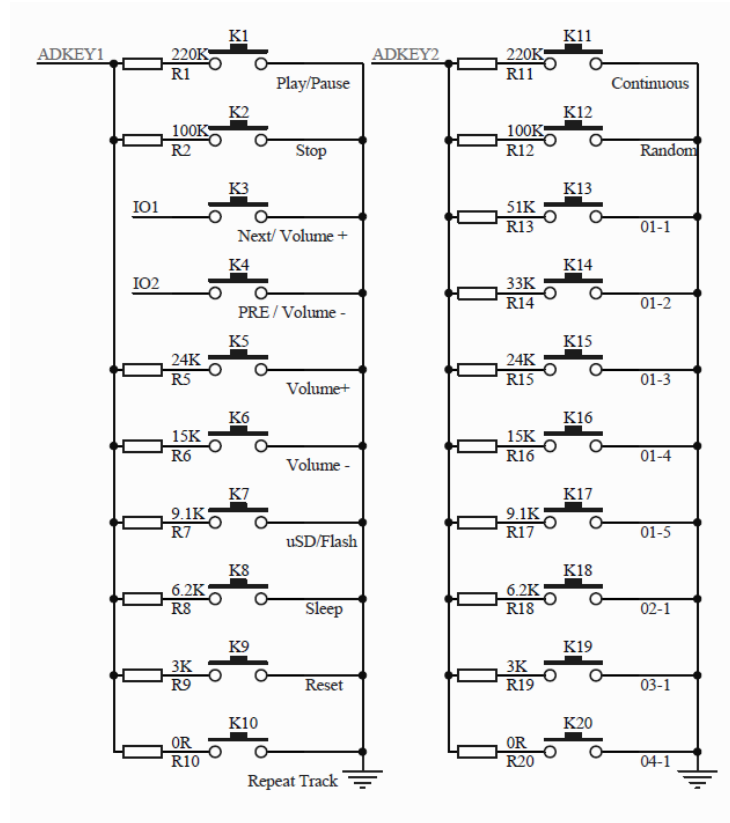 ADKEY1
K1
220K
R1
Play/Pause
K2
100K
R2
Stop
K3
IO1
Next/ Volume +
K4
IO2
PRE / Volume -
K5
24K
R5
Volume+
K6
15K
R6
Volume -
K7
9.1K
R7
uSD/Flash
K8
6.2K
R8
Sleep
K9
3K
R9
Reset
K10
0R
R10
Repeat Track
ADKEY2
K11
220K
R11
Continuous
K12
100K
R12
Random
K13
51K
R13
01-1
K14
33K
R14
01-2
K15
24K
R15
01-3
K16
15K
R16
01-4
K17
9.1K
R17
01-5
K18
6.2K
R18
02-1
K19
3K
R19
03-1
K20
0R
R20
04-1